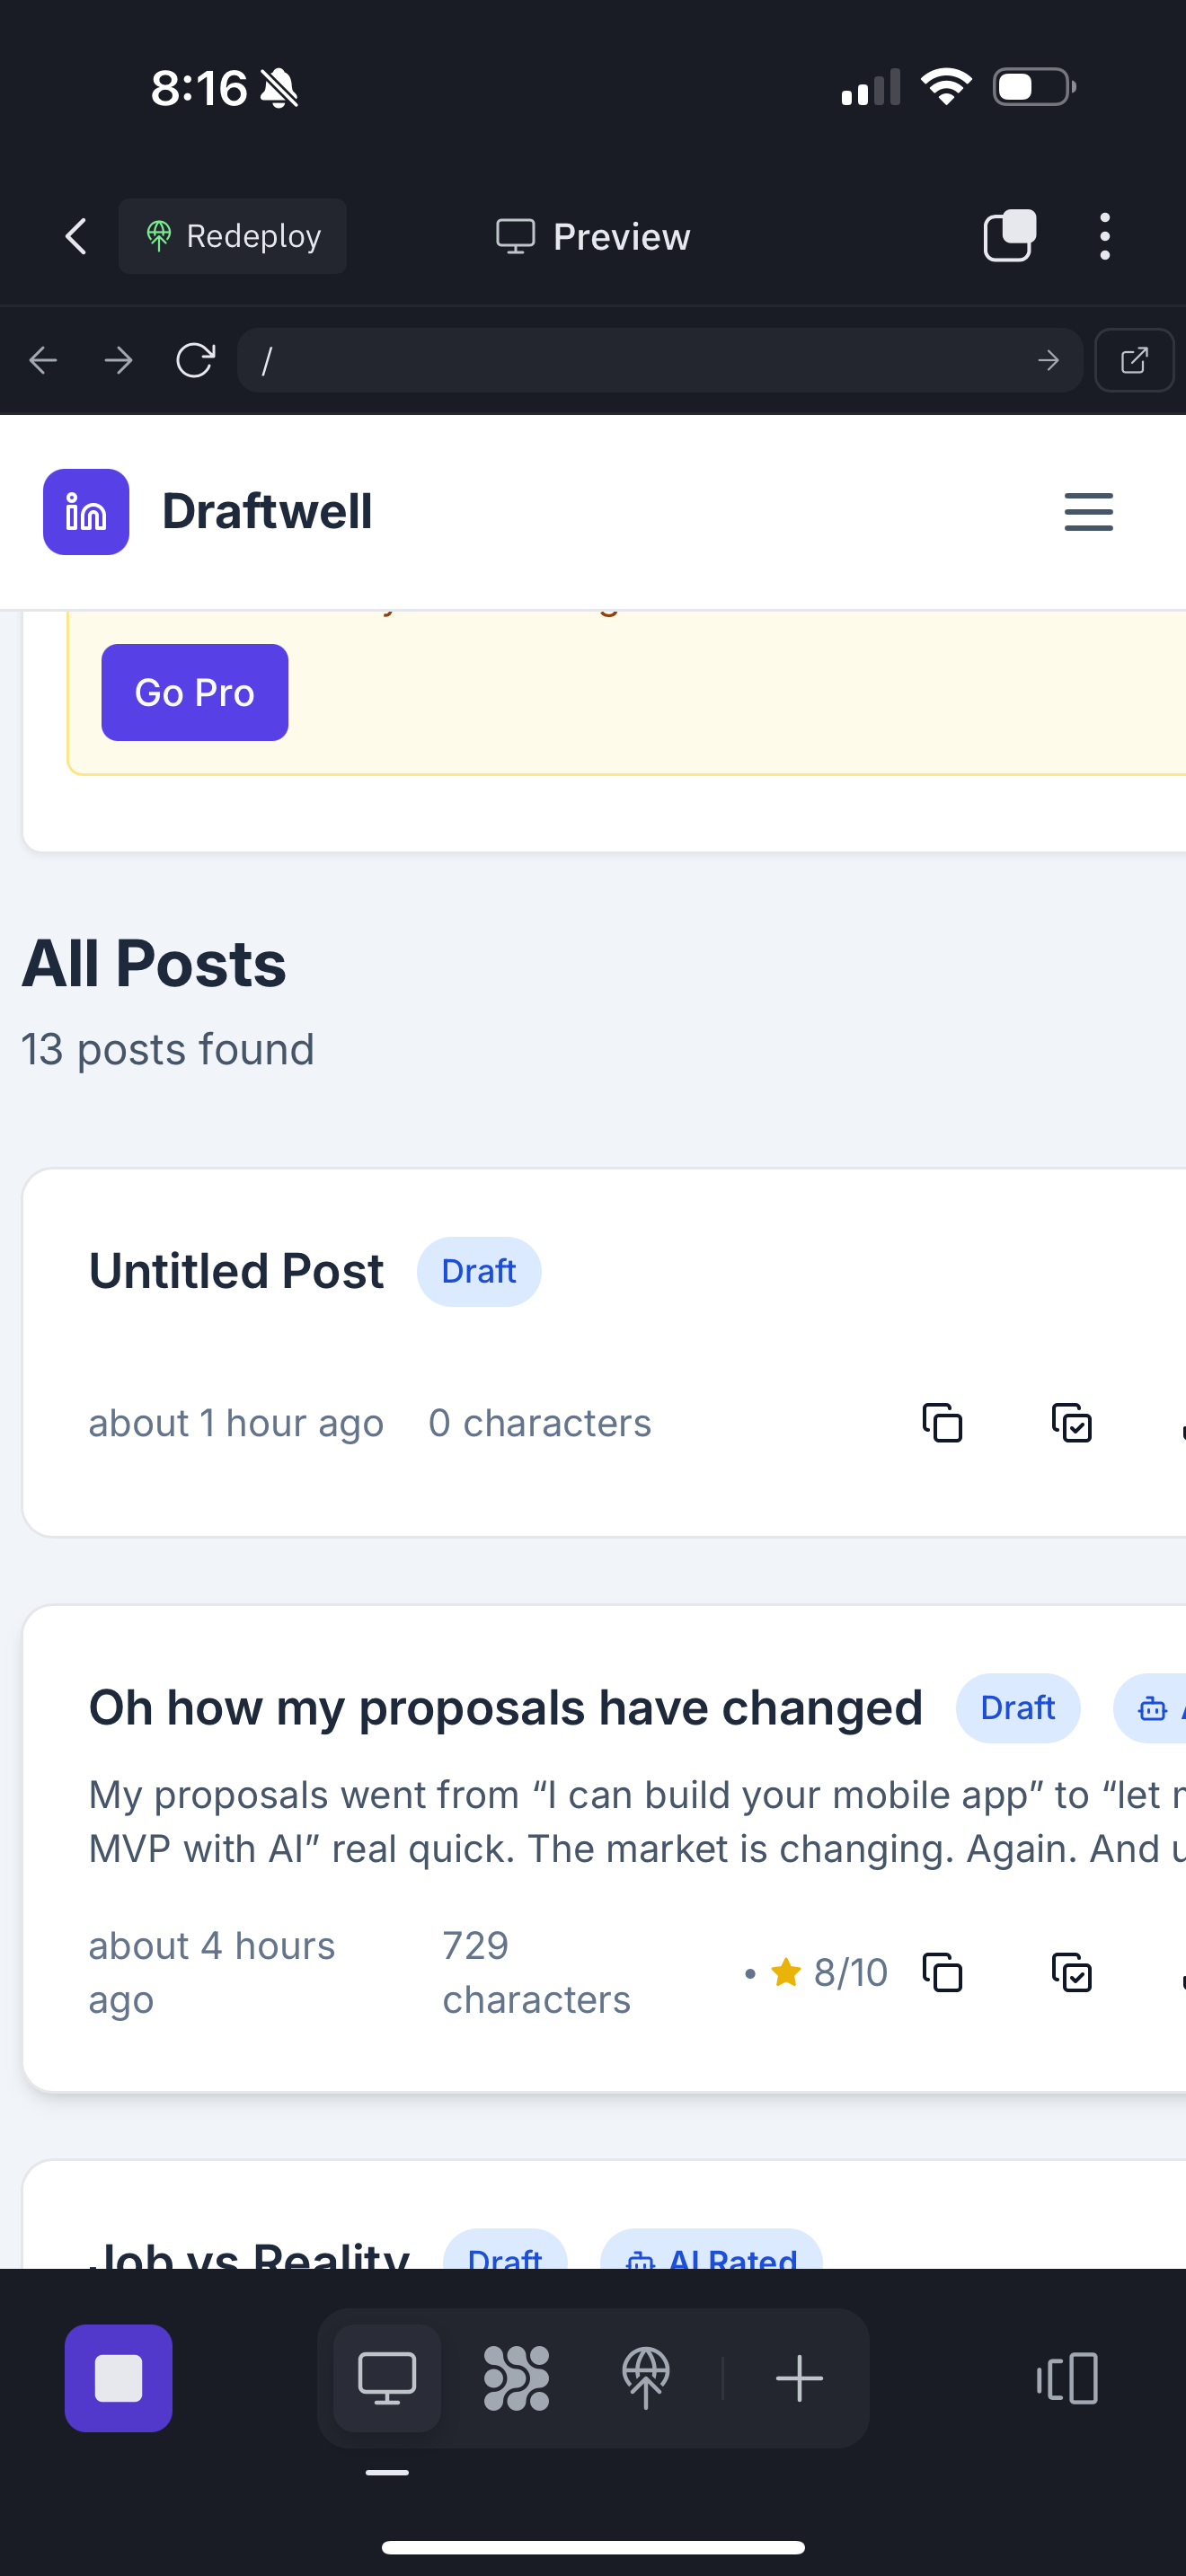 8:16
Redeploy
Preview
/
in Draftwell
Go Pro
All Posts
13 posts found
Untitled Post Draft
about 1 hour ago 0 characters
Oh how my proposals have changed Draft
My proposals went from “I can build your mobile app” to “let
MVP with AI” real quick. The market is changing. Again. And
about 4 hours ago
729 characters
• 8/10
Job vs Reality Draft AI Rated